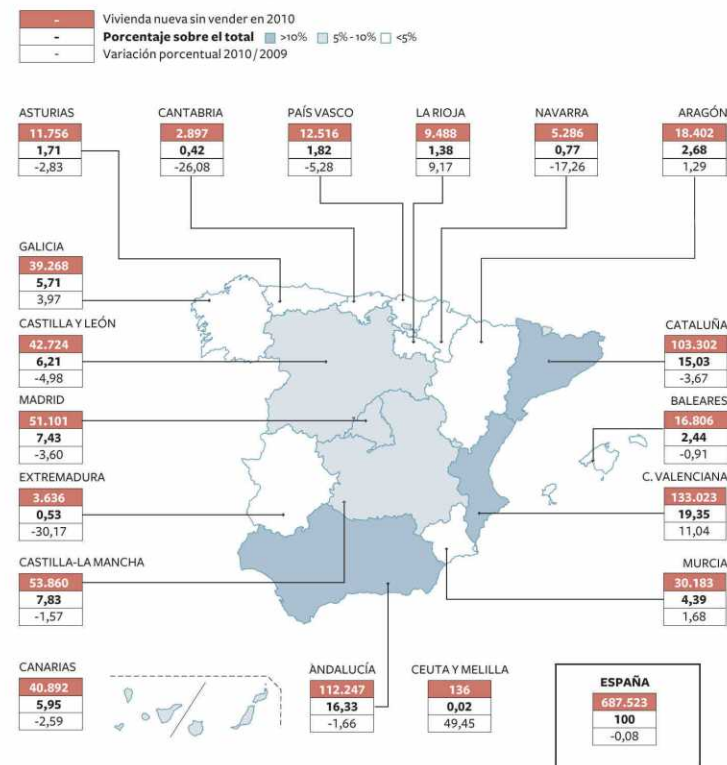 - Vivienda nueva sin vender en 2010
- Porcentaje sobre el total >10% 5%-10% <5%
- Variación porcentual 2010/2009
ASTURIAS
11.756
1,71
-2,83
CANTABRIA
2.897
0,42
-26,08
PAÍS VASCO
12.516
1,82
-5,28
LA RIOJA
9.488
1,38
9,17
NAVARRA
5.286
0,77
-17,26
ARAGÓN
18.402
2,68
1,29
GALICIA
39.268
5,71
3,97
CASTILLA Y LEÓN
42.724
6,21
-4,98
MADRID
51.101
7,43
-3,60
EXTREMADURA
3.636
0,53
-30,17
CASTILLA-LA MANCHA
53.860
7,83
-1,57
CATALUÑA
103.302
15,03
-3,67
BALEARES
16.806
2,44
-0,91
C. VALENCIANA
133.023
19,35
11,04
MURCIA
30.183
4,39
1,68
CANARIAS
40.892
5,95
-2,59
ANDALUCÍA
112.247
16,33
-1,66
CEUTA Y MELILLA
136
0,02
49,45
ESPAÑA
687.523
100
-0,08